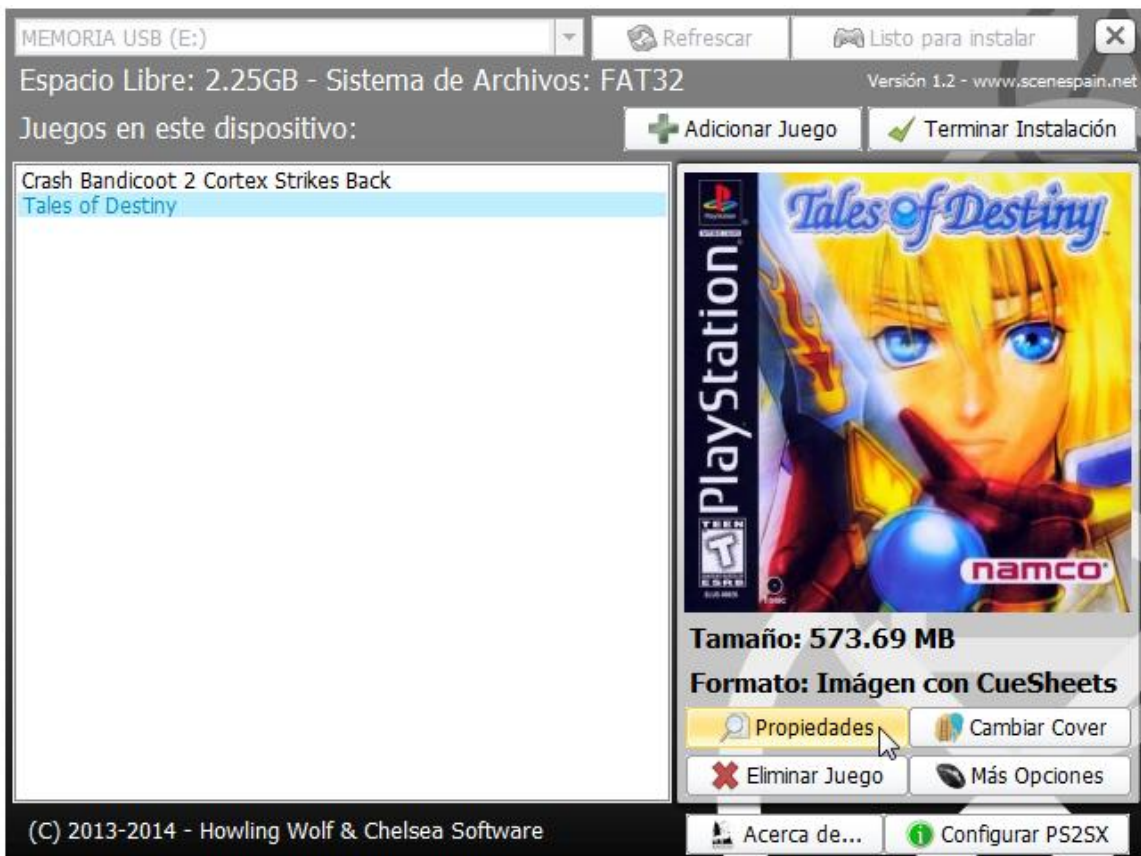 MEMORIA USB (E:)
Refrescar
Listo para instalar
Espacio Libre: 2.25GB - Sistema de Archivos: FAT32
Versión 1.2 - www.scenespain.net
Juegos en este dispositivo:
Adicionar Juego
Terminar Instalación
Crash Bandicoot 2 Cortex Strikes Back
Tales of Destiny
PlayStation
Tales of Destiny
TEEN
T
ESRB
namco
Tamaño: 573.69 MB
Formato: Imágen con CueSheets
Propiedades
Cambiar Cover
Eliminar Juego
Más Opciones
(C) 2013-2014 - Howling Wolf & Chelsea Software
Acerca de...
Configurar PS2SX